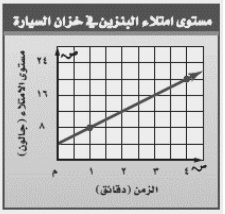 مستوى امتلاء البنزين في خزان السيارة
ص
٢٤
١٦
٨
مستوى الامتلاء (جالون)
م ١ ٢ ٣ ٤ س
الزمن (دقائق)